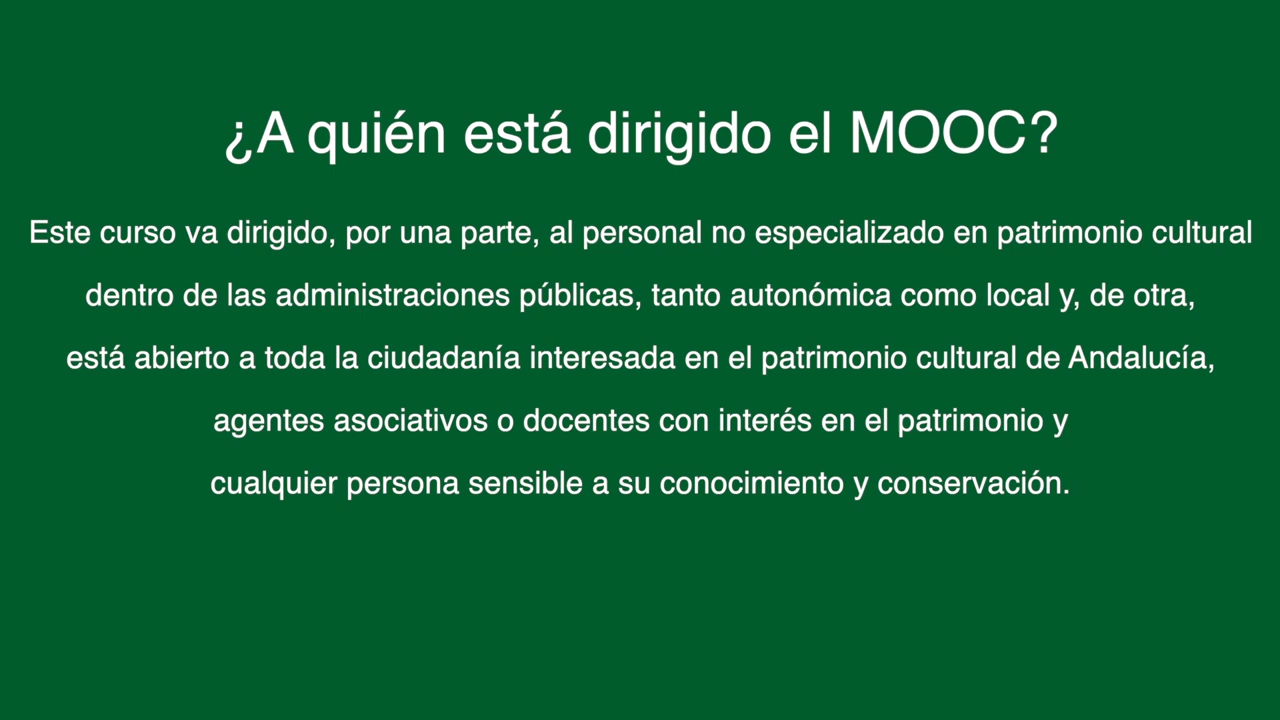 ¿A quién está dirigido el MOOC?
Este curso va dirigido, por una parte, al personal no especializado en patrimonio cultural
dentro de las administraciones públicas, tanto autonómica como local y, de otra,
está abierto a toda la ciudadanía interesada en el patrimonio cultural de Andalucía,
agentes asociativos o docentes con interés en el patrimonio y
cualquier persona sensible a su conocimiento y conservación.